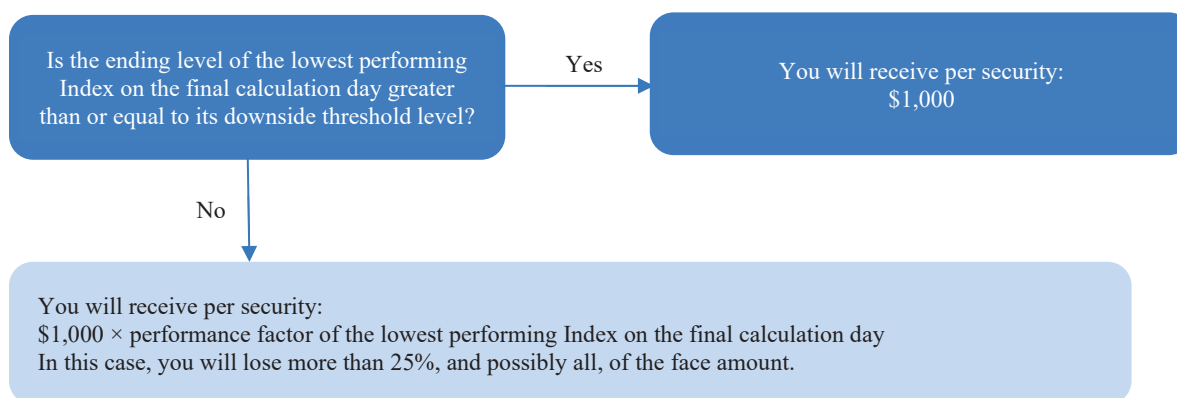 Is the ending level of the lowest performing
Index on the final calculation day greater
than or equal to its downside threshold level?
Yes
You will receive per security:
$1,000
No
You will receive per security:
$1,000 × performance factor of the lowest performing Index on the final calculation day
In this case, you will lose more than 25%, and possibly all, of the face amount.